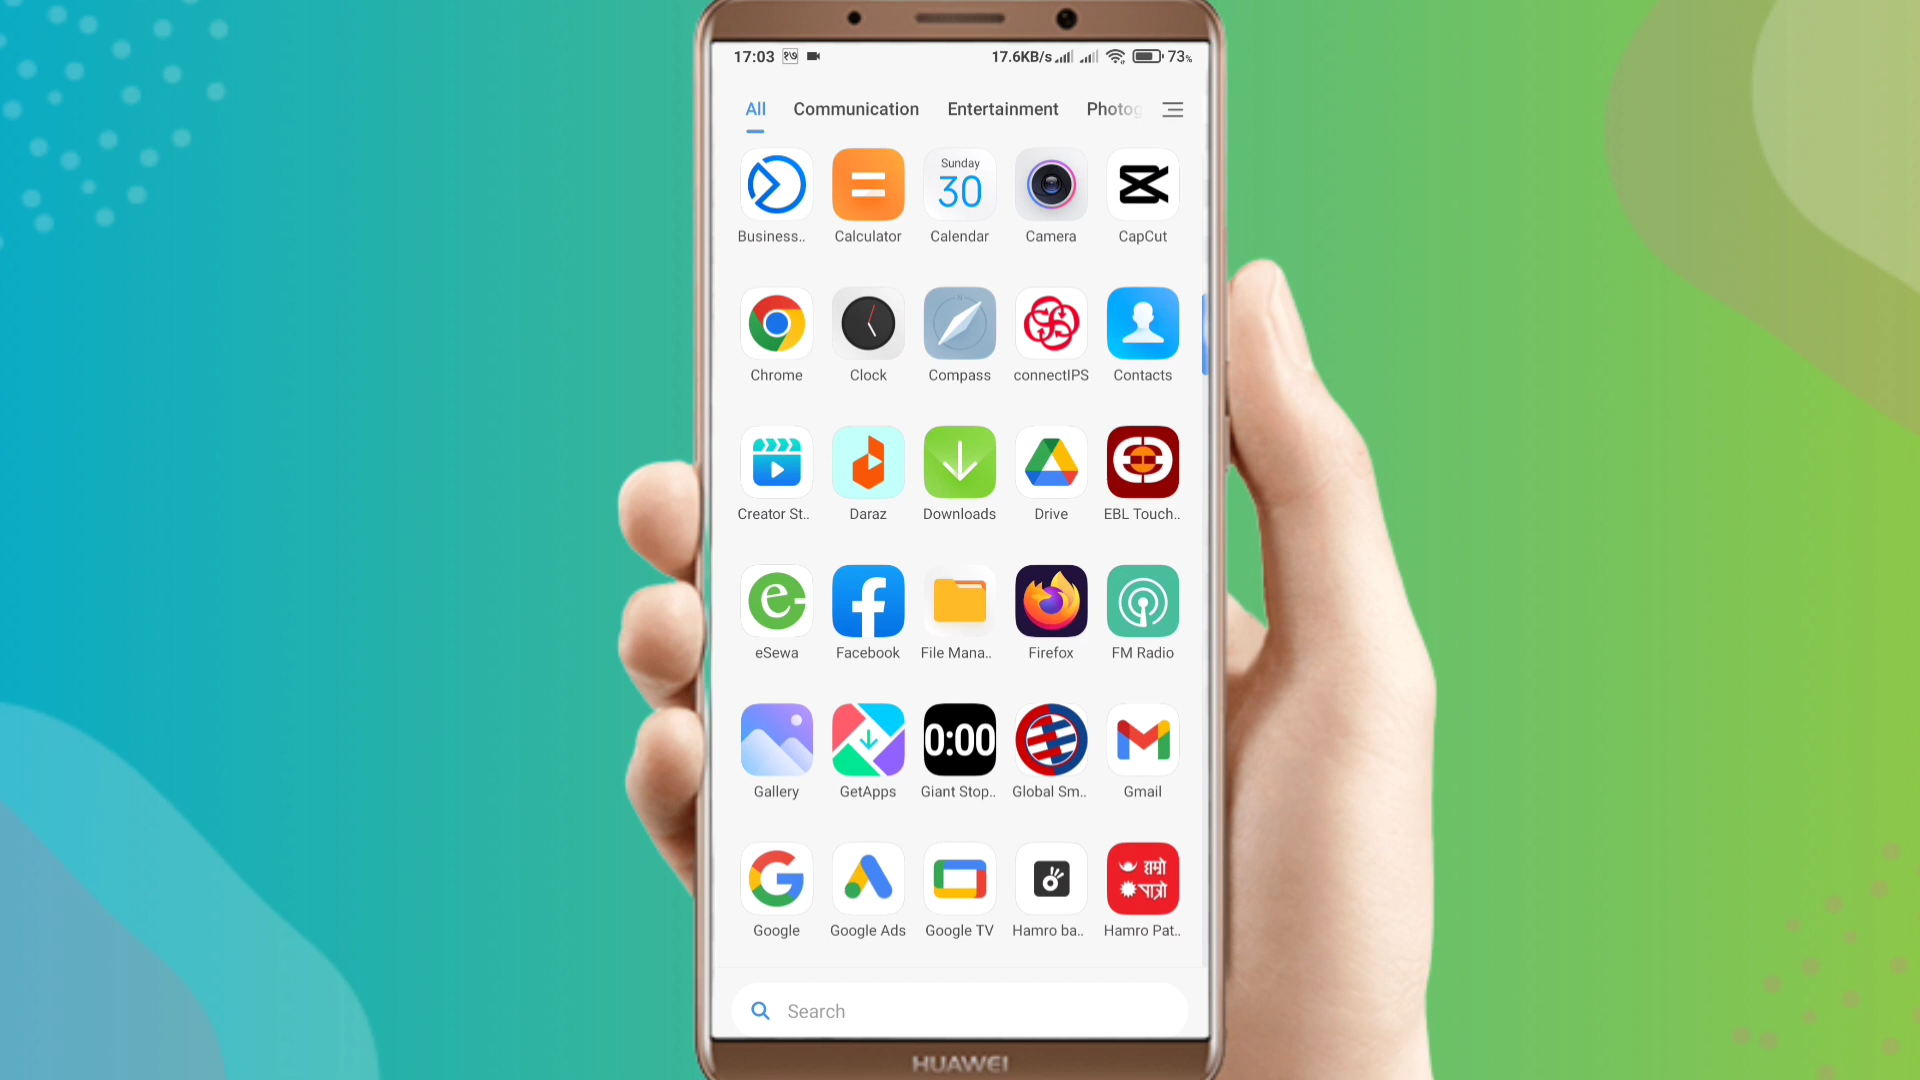 17:03 १७ 17.6KB/s 73%
All Communication Entertainment Photog
Sunday
30
Business.. Calculator Calendar Camera CapCut
Chrome Clock Compass connectIPS Contacts
Creator St.. Daraz Downloads Drive EBL Touch..
eSewa Facebook File Mana.. Firefox FM Radio
0:00
Gallery GetApps Giant Stop.. Global Sm.. Gmail
हाम्रो
पात्रो
Google Google Ads Google TV Hamro ba.. Hamro Pat..
Search
HUAWEI